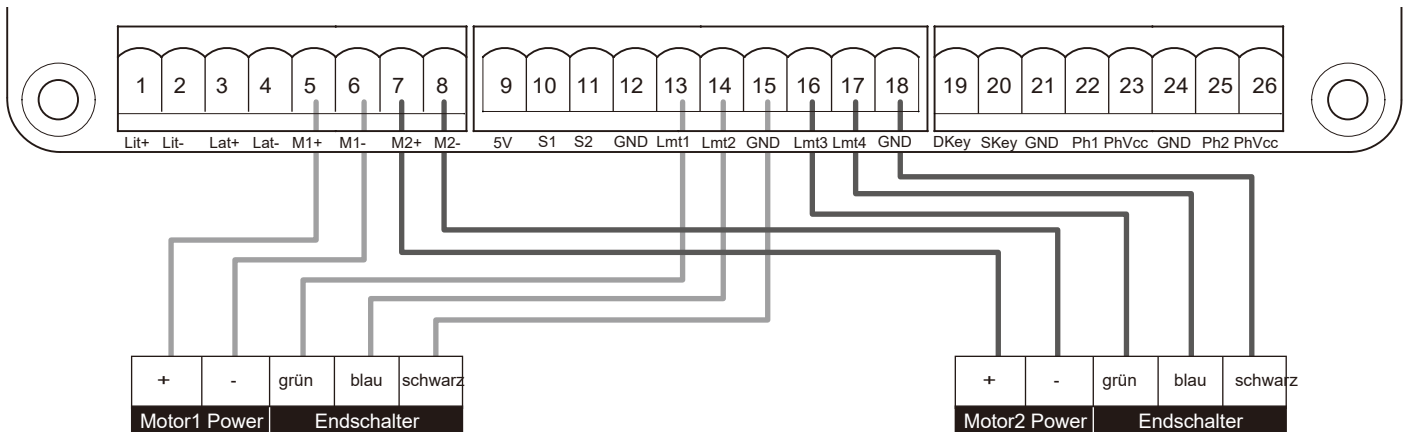 1 2 3 4 5 6 7 8 9 10 11 12 13 14 15 16 17 18 19 20 21 22 23 24 25 26
Lit+ Lit- Lat+ Lat- M1+ M1- M2+ M2- 5V S1 S2 GND Lmt1 Lmt2 GND Lmt3 Lmt4 GND DKey SKey GND Ph1 PhVcc GND Ph2 PhVcc
+ - grün blau schwarz + - grün blau schwarz
Motor1 Power Endschalter Motor2 Power Endschalter